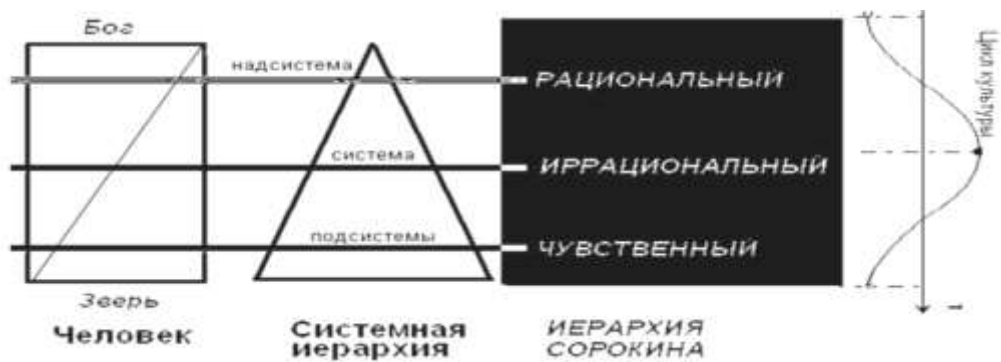 Бог
надсистема
РАЦИОНАЛЬНЫЙ
система
ИРРАЦИОНАЛЬНЫЙ
подсистемы
ЧУВСТВЕННЫЙ
Зверь
Человек
Системная
иерархия
ИЕРАРХИЯ
СОРОКИНА
Цикл культуры
t